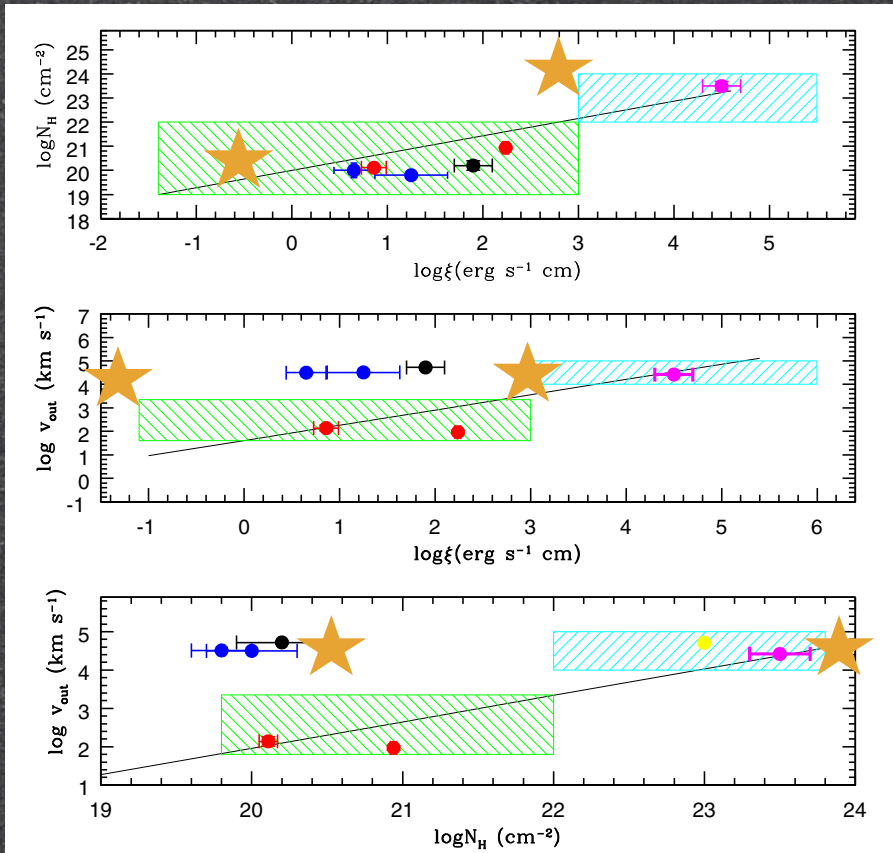 logN_H (cm⁻²)
25
24
23
22
21
20
19
18
-2 -1 0 1 2 3 4 5
logξ(erg s⁻¹ cm)
log v_out (km s⁻¹)
7
6
5
4
3
2
1
0
-1
-1 0 1 2 3 4 5 6
logξ(erg s⁻¹ cm)
log v_out (km s⁻¹)
5
4
3
2
1
19 20 21 22 23 24
logN_H (cm⁻²)